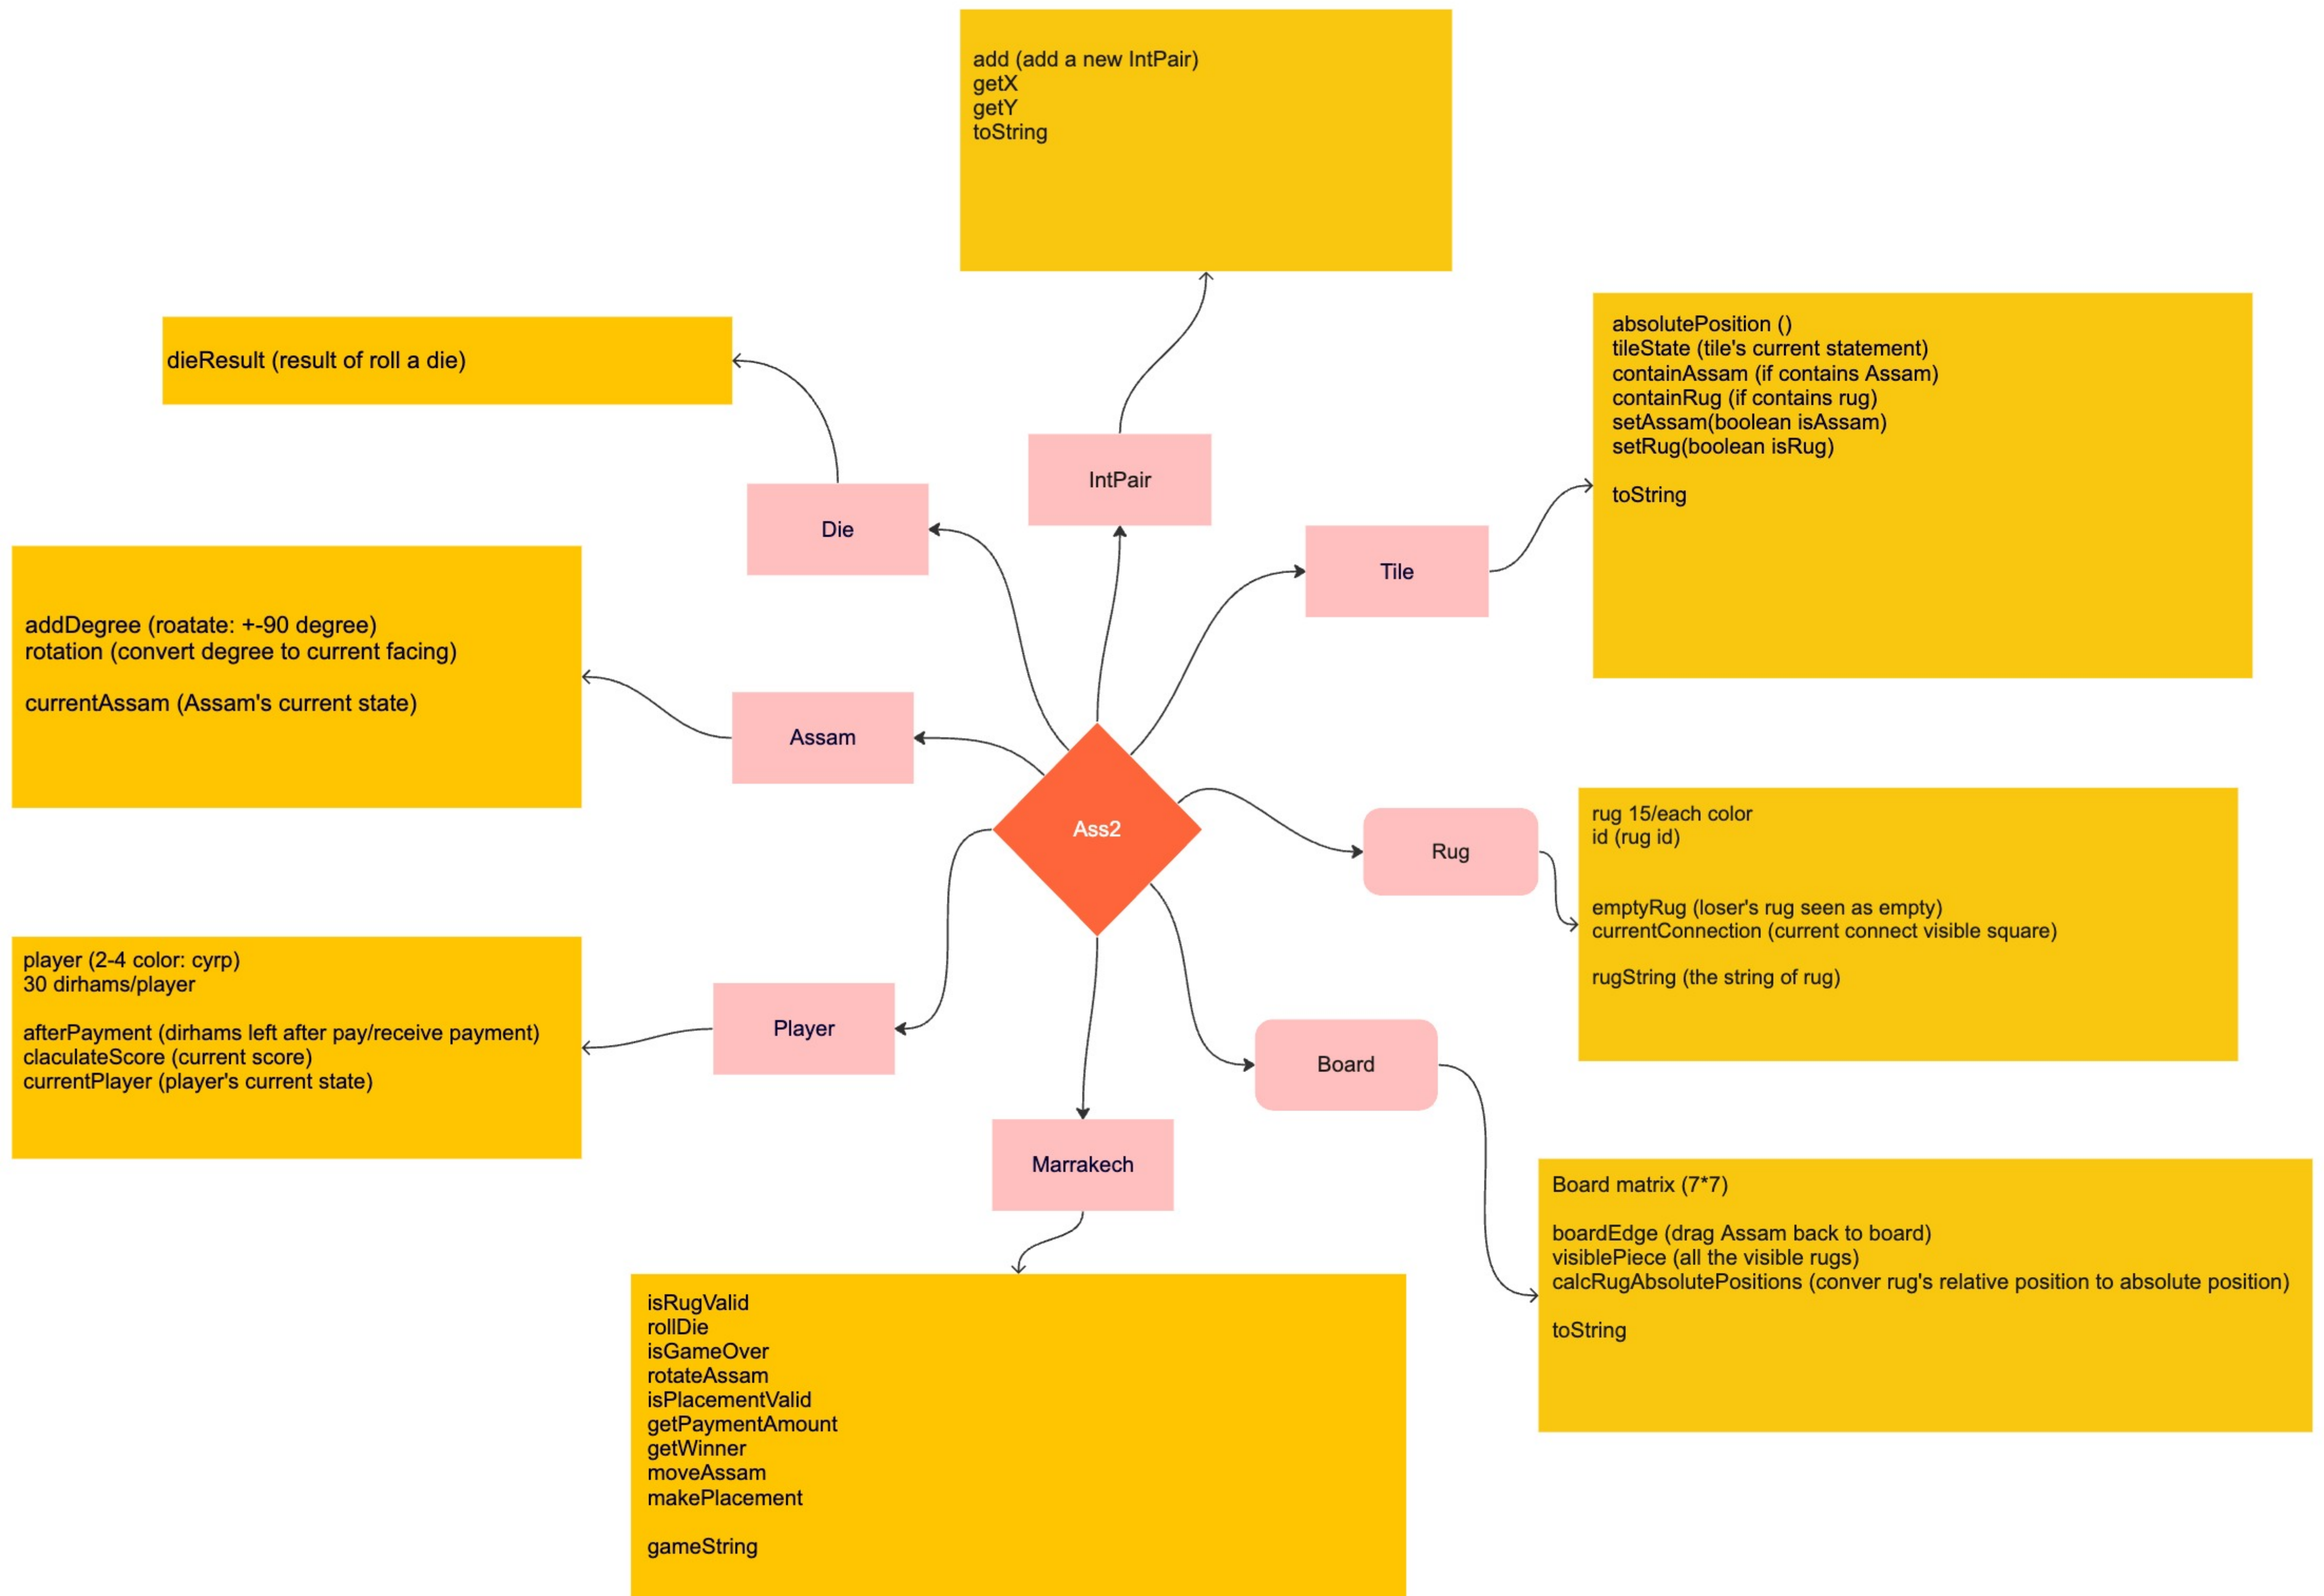 add (add a new IntPair)
getX
getY
toString
absolutePosition ()
tileState (tile's current statement)
containAssam (if contains Assam)
containRug (if contains rug)
setAssam(boolean isAssam)
setRug(boolean isRug)
toString
dieResult (result of roll a die)
IntPair
Die
Tile
addDegree (roatate: +-90 degree)
rotation (convert degree to current facing)
currentAssam (Assam's current state)
Assam
Ass2
Rug
rug 15/each color
id (rug id)
emptyRug (loser's rug seen as empty)
currentConnection (current connect visible square)
rugString (the string of rug)
player (2-4 color: cyrp)
30 dirhams/player
afterPayment (dirhams left after pay/receive payment)
claculateScore (current score)
currentPlayer (player's current state)
Player
Board
Marrakech
Board matrix (7*7)
boardEdge (drag Assam back to board)
visiblePiece (all the visible rugs)
calcRugAbsolutePositions (conver rug's relative position to absolute position)
toString
isRugValid
rollDie
isGameOver
rotateAssam
isPlacementValid
getPaymentAmount
getWinner
moveAssam
makePlacement
gameString